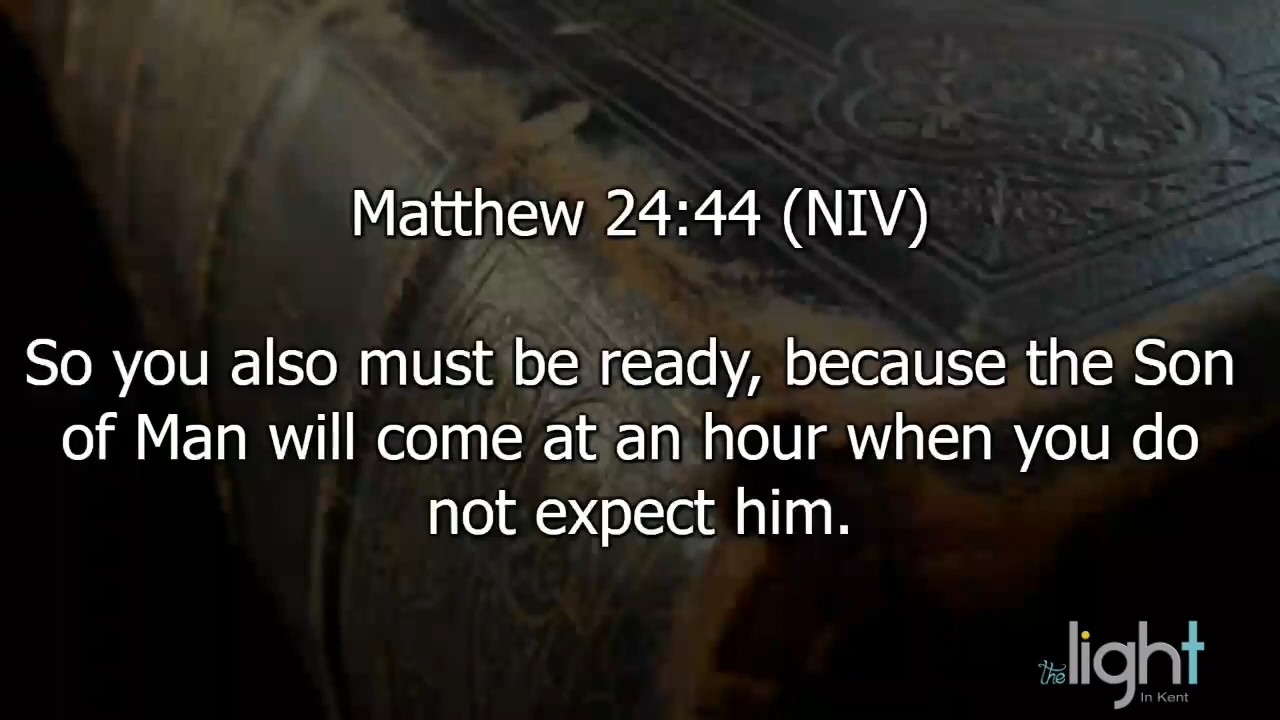 Matthew 24:44 (NIV)
So you also must be ready, because the Son
of Man will come at an hour when you do
not expect him.
the light
In Kent